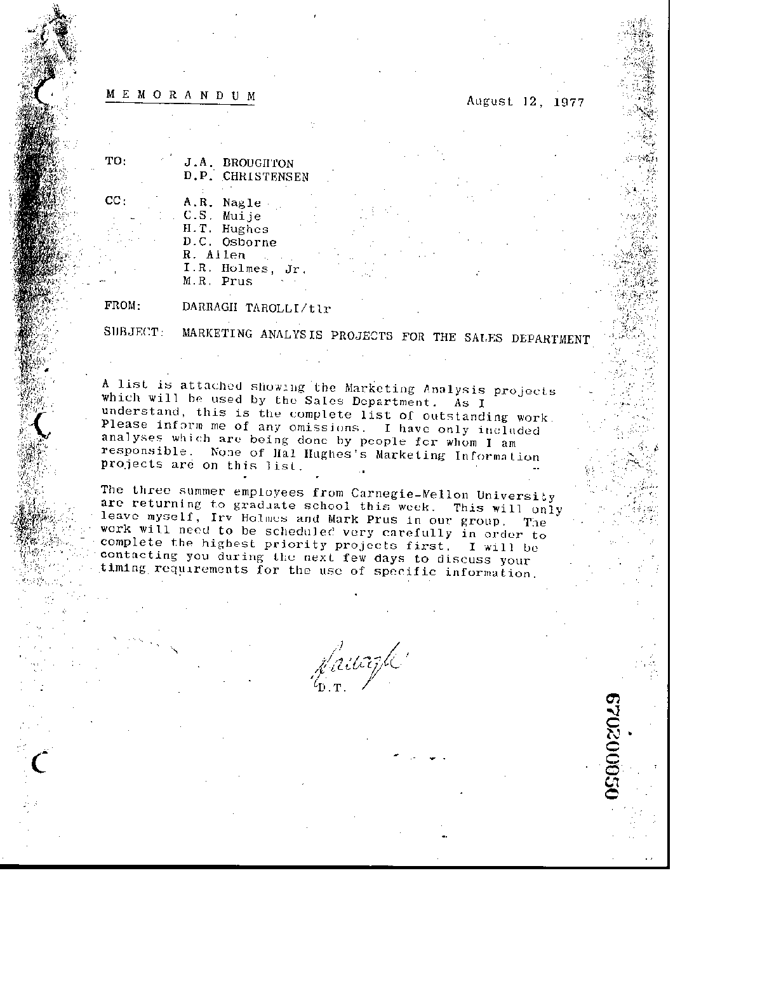 MEMORANDUM
August 12, 1977
TO: J.A. BROUGHTON
D.P. CHRISTENSEN
CC: A.R. Nagle
C.S. Muije
H.T. Hughes
D.C. Osborne
R. Allen
I.R. Holmes, Jr.
M.R. Prus
FROM: DARRAGH TAROLLI/tlr
SUBJECT: MARKETING ANALYSIS PROJECTS FOR THE SALES DEPARTMENT
A list is attached showing the Marketing Analysis projects
which will be used by the Sales Department. As I
understand, this is the complete list of outstanding work.
Please inform me of any omissions. I have only included
analyses which are being done by people for whom I am
responsible. None of Hal Hughes's Marketing Information
projects are on this list.
The three summer employees from Carnegie-Mellon University
are returning to graduate school this week. This will only
leave myself, Irv Holmes and Mark Prus in our group. The
work will need to be scheduled very carefully in order to
complete the highest priority projects first. I will be
contacting you during the next few days to discuss your
timing requirements for the use of specific information.
Darragh
D.T.
670200850